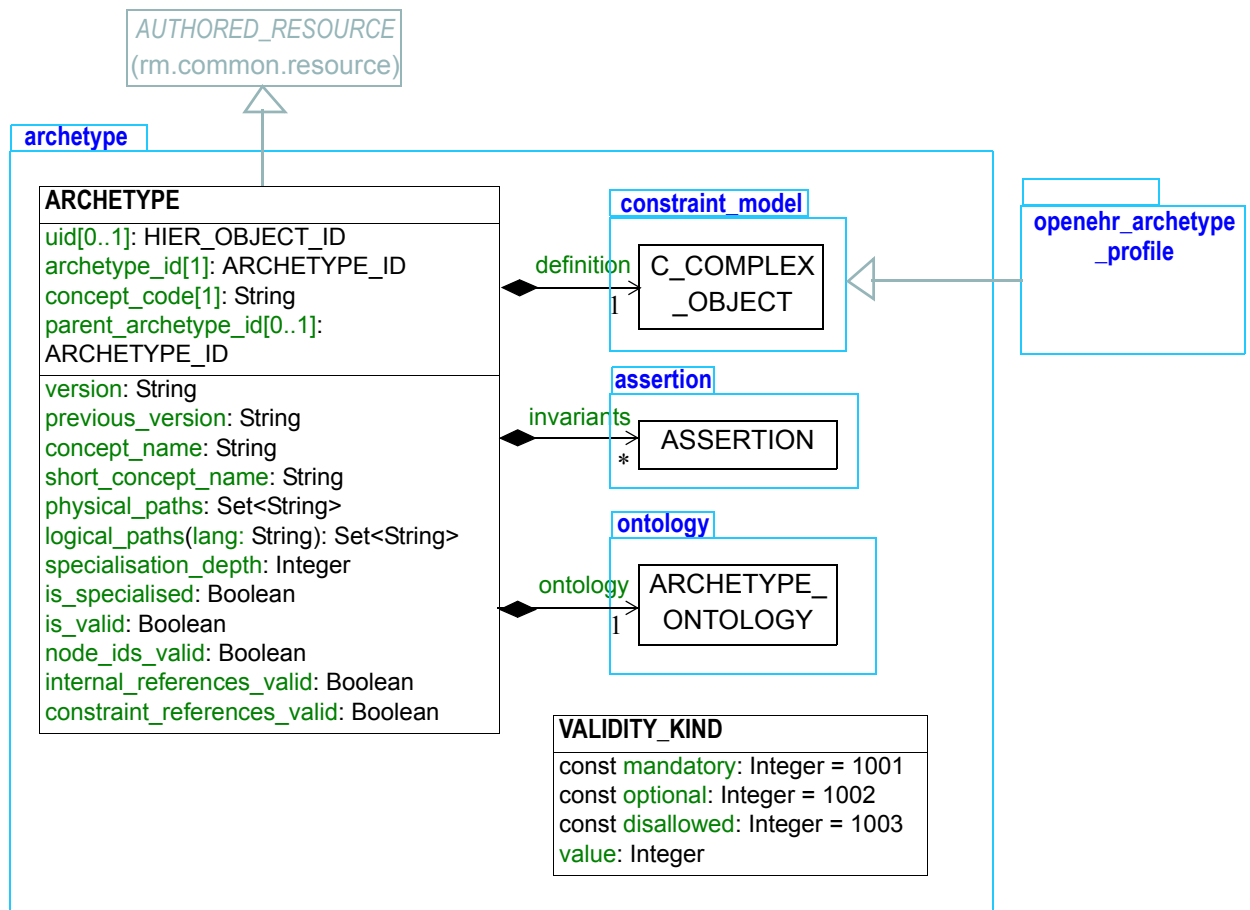 AUTHORED_RESOURCE
(rm.common.resource)
archetype
ARCHETYPE
uid[0..1]: HIER_OBJECT_ID
archetype_id[1]: ARCHETYPE_ID
concept_code[1]: String
parent_archetype_id[0..1]:
ARCHETYPE_ID
version: String
previous_version: String
concept_name: String
short_concept_name: String
physical_paths: Set<String>
logical_paths(lang: String): Set<String>
specialisation_depth: Integer
is_specialised: Boolean
is_valid: Boolean
node_ids_valid: Boolean
internal_references_valid: Boolean
constraint_references_valid: Boolean
constraint_model
definition
1
C_COMPLEX
_OBJECT
openehr_archetype
_profile
assertion
invariants
*
ASSERTION
ontology
ontology
1
ARCHETYPE_
ONTOLOGY
VALIDITY_KIND
const mandatory: Integer = 1001
const optional: Integer = 1002
const disallowed: Integer = 1003
value: Integer